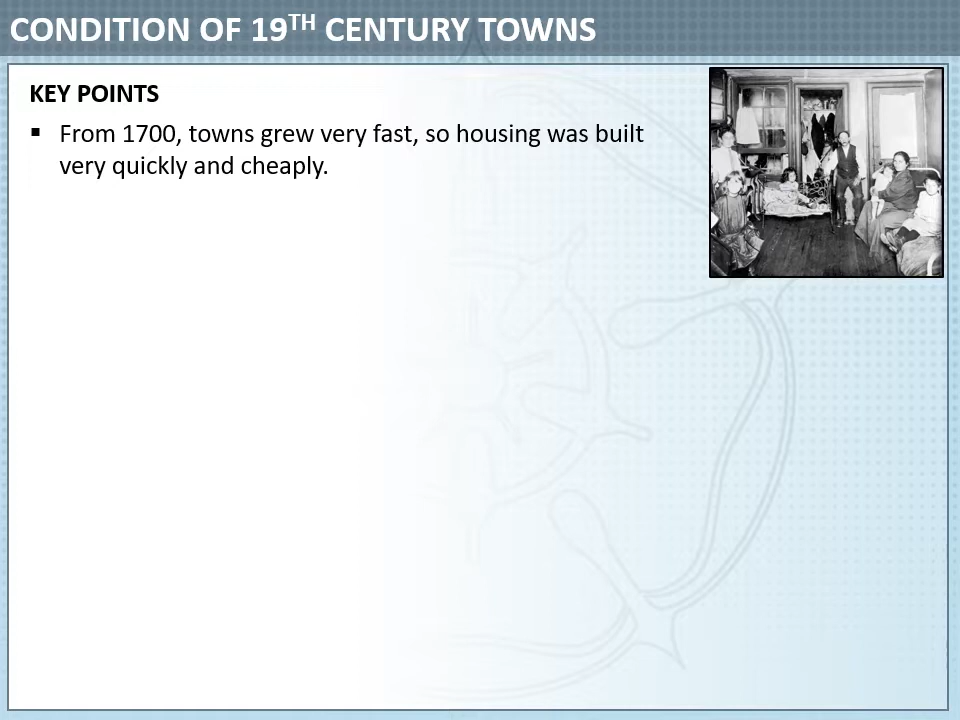 CONDITION OF 19TH CENTURY TOWNS
KEY POINTS
▪ From 1700, towns grew very fast, so housing was built
very quickly and cheaply.